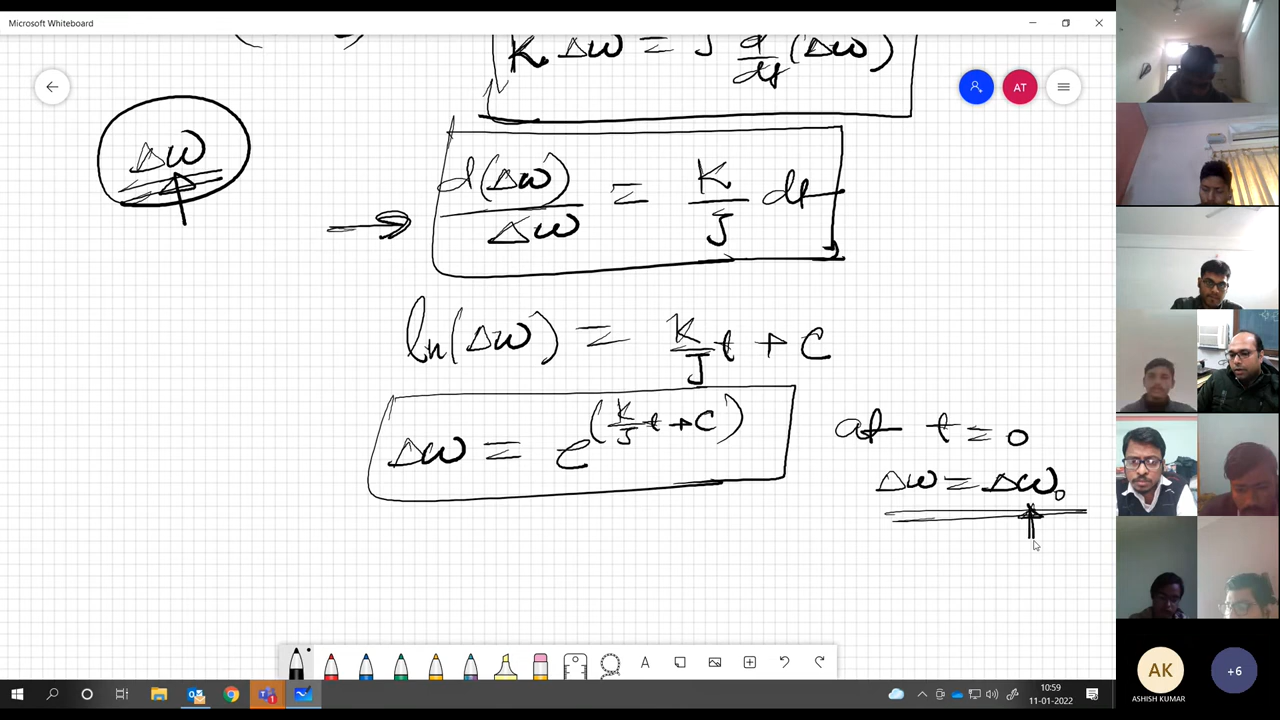 Microsoft Whiteboard
K. Δω = J d/dt (Δω)
Δω
d(Δω)/Δω = K/J dt
ln(Δω) = K/J t + C
Δω = e^(K/J t + C)
at t = 0
Δω = Δω₀
AT
A
AK
+6
ASHISH KUMAR
10:59
11-01-2022